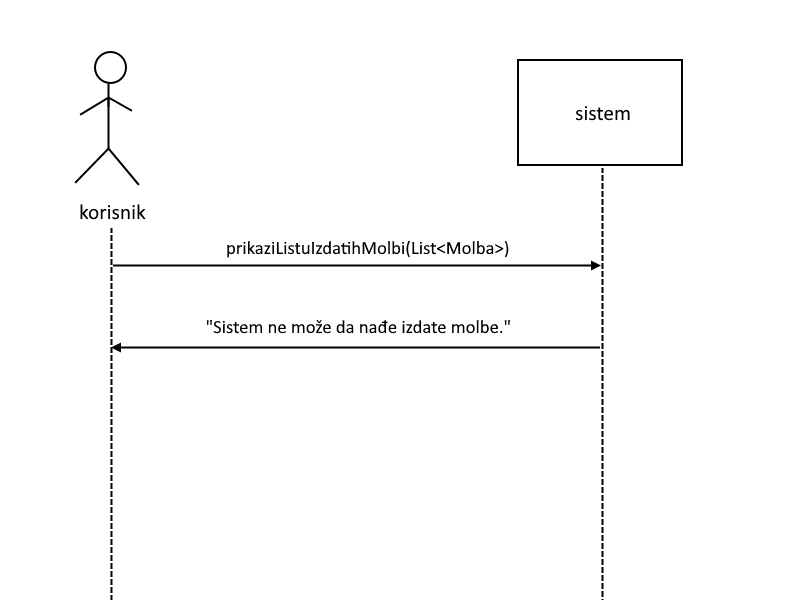 sistem
korisnik
prikaziListuIzdatihMolbi(List<Molba>)
"Sistem ne može da nađe izdate molbe."